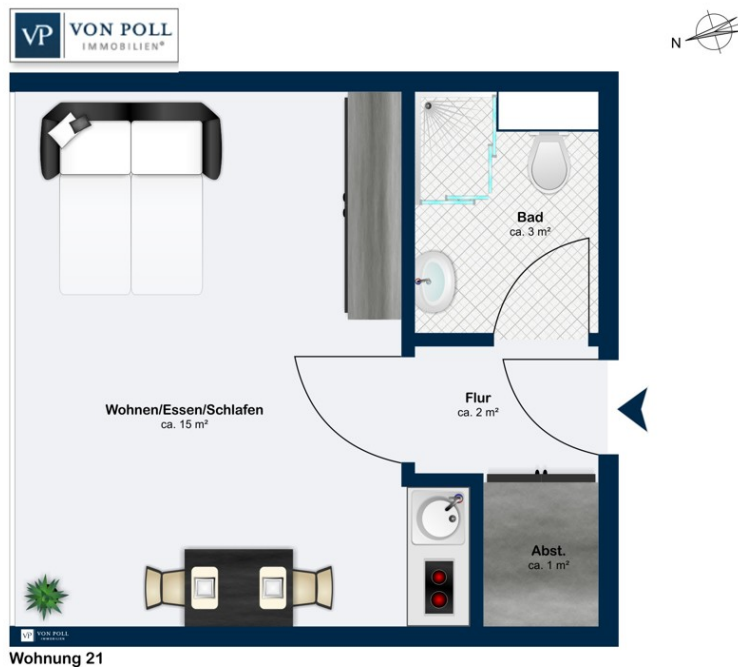 VP VON POLL
IMMOBILIEN®
N
Bad
ca. 3 m²
Wohnen/Essen/Schlafen
ca. 15 m²
Flur
ca. 2 m²
Abst.
ca. 1 m²
VP VON POLL
IMMOBILIEN
Wohnung 21